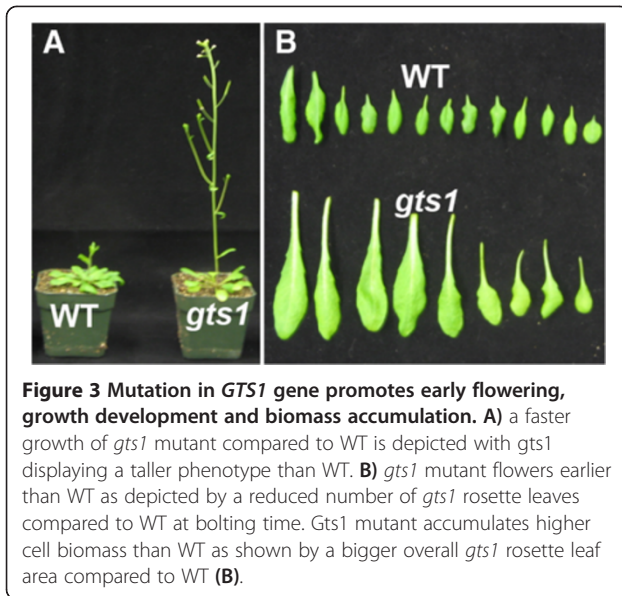 A
B
WT
gts1
WT
gts1
Figure 3 Mutation in GTS1 gene promotes early flowering,
growth development and biomass accumulation. A) a faster
growth of gts1 mutant compared to WT is depicted with gts1
displaying a taller phenotype than WT. B) gts1 mutant flowers earlier
than WT as depicted by a reduced number of gts1 rosette leaves
compared to WT at bolting time. Gts1 mutant accumulates higher
cell biomass than WT as shown by a bigger overall gts1 rosette leaf
area compared to WT (B).